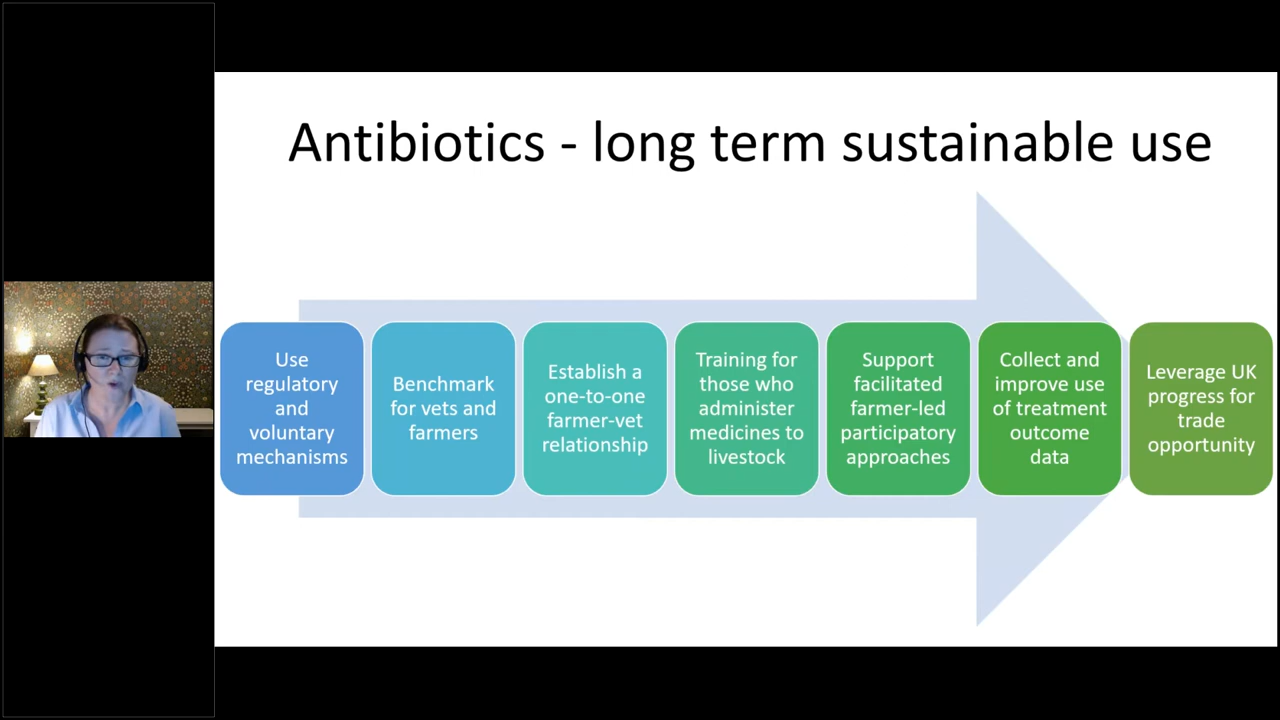 Antibiotics - long term sustainable use
Use
regulatory
and
voluntary
mechanisms
Benchmark
for vets and
farmers
Establish a
one-to-one
farmer-vet
relationship
Training for
those who
administer
medicines to
livestock
Support
facilitated
farmer-led
participatory
approaches
Collect and
improve use
of treatment
outcome
data
Leverage UK
progress for
trade
opportunity